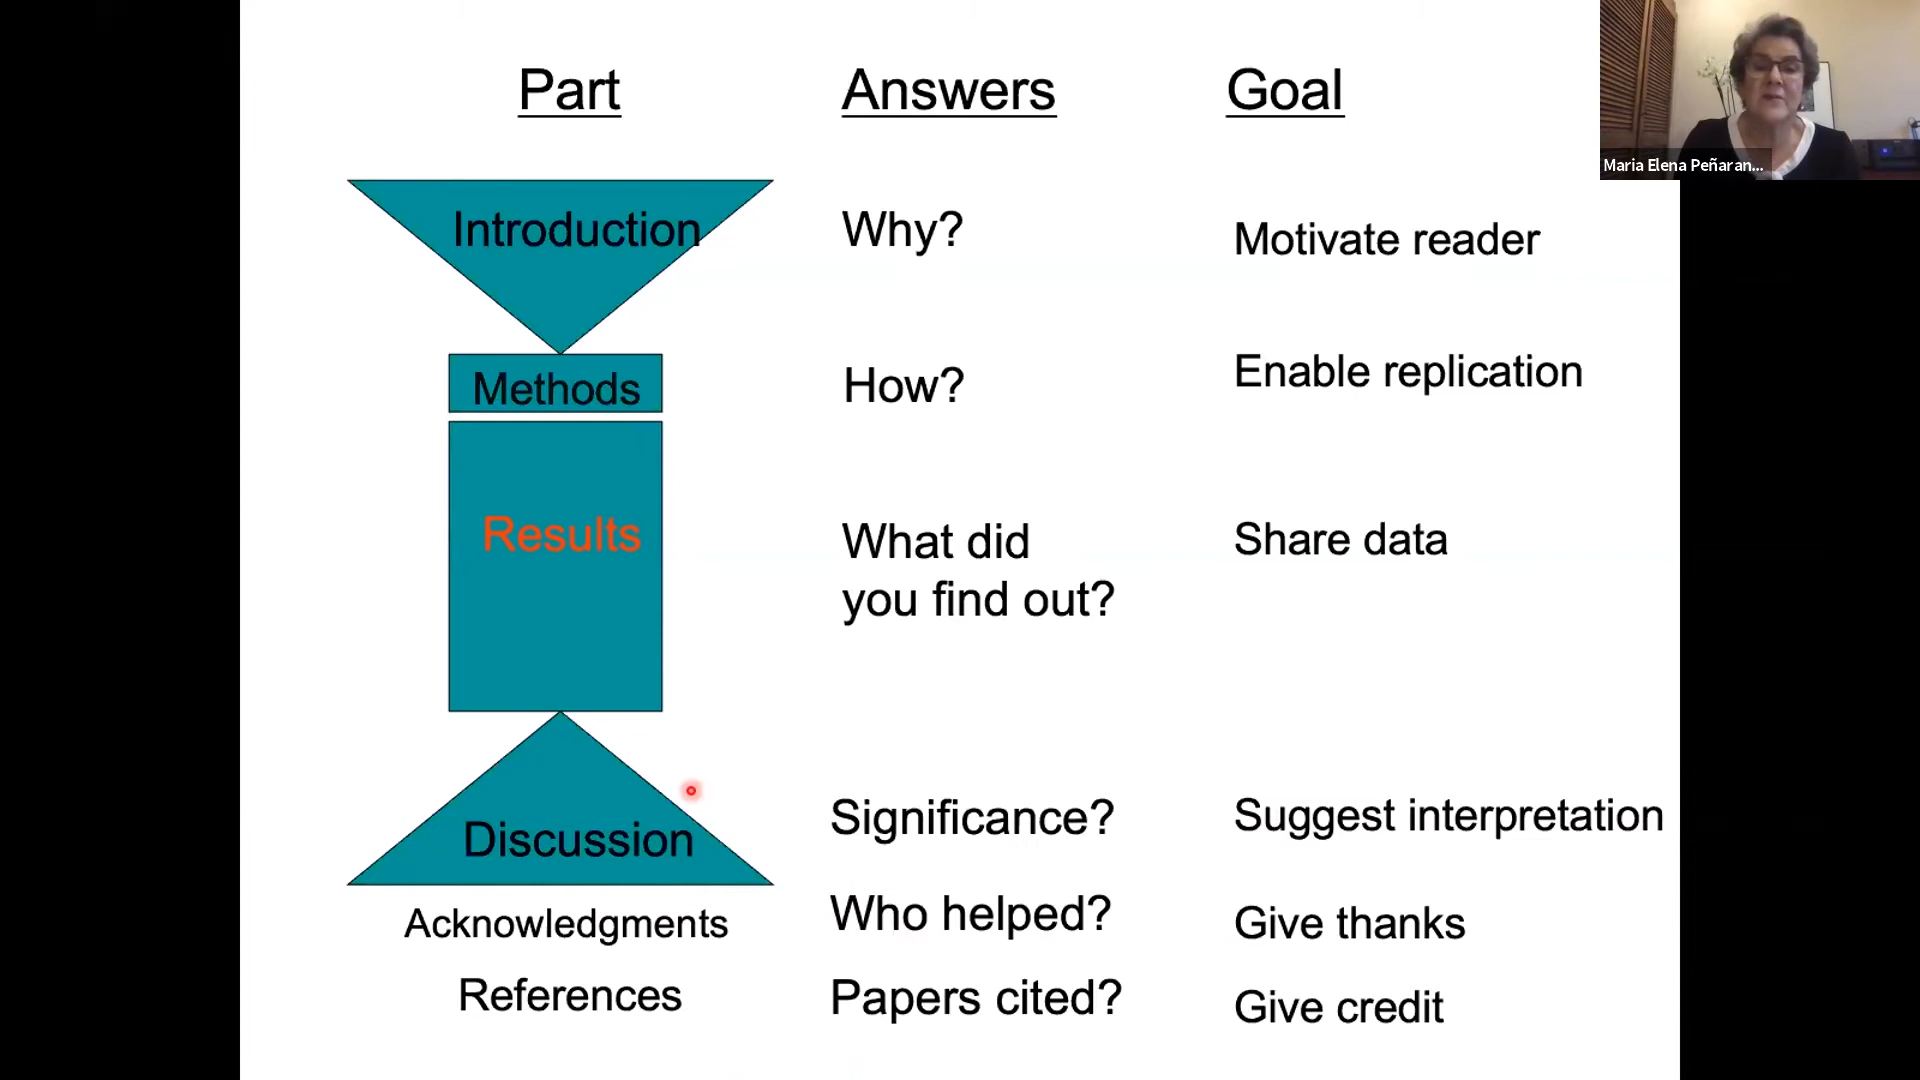 Part Answers Goal
Introduction Why? Motivate reader
Methods How? Enable replication
Results What did Share data
you find out?
Discussion Significance? Suggest interpretation
Acknowledgments Who helped? Give thanks
References Papers cited? Give credit
Maria Elena Peñaran...